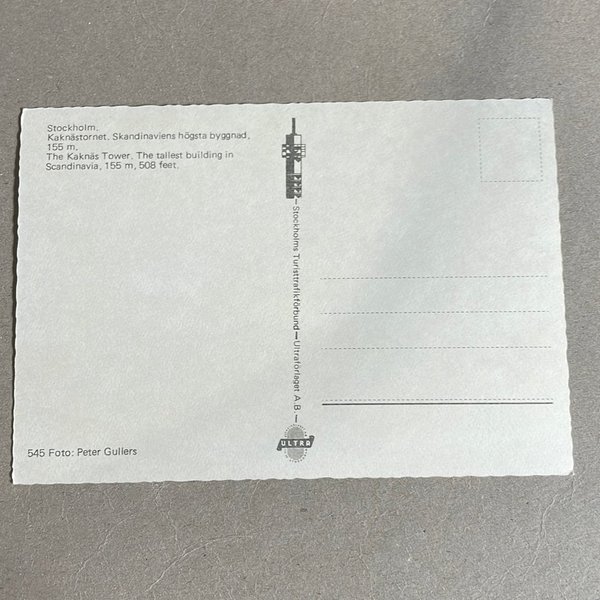 Stockholm.
Kaknästornet. Skandinaviens högsta byggnad,
155 m.
The Kaknäs Tower. The tallest building in
Scandinavia, 155 m, 508 feet.
Stockholms Turisttrafikförbund — Ultraförlaget A.B.
ULTRA
545 Foto: Peter Gullers